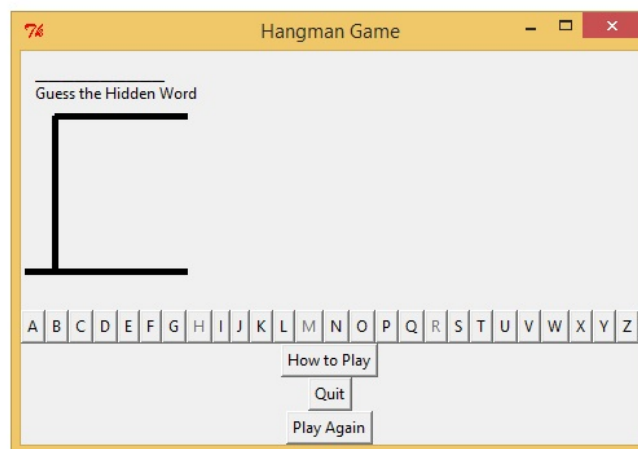 Hangman Game
Guess the Hidden Word
A B C D E F G H I J K L M N O P Q R S T U V W X Y Z
How to Play
Quit
Play Again